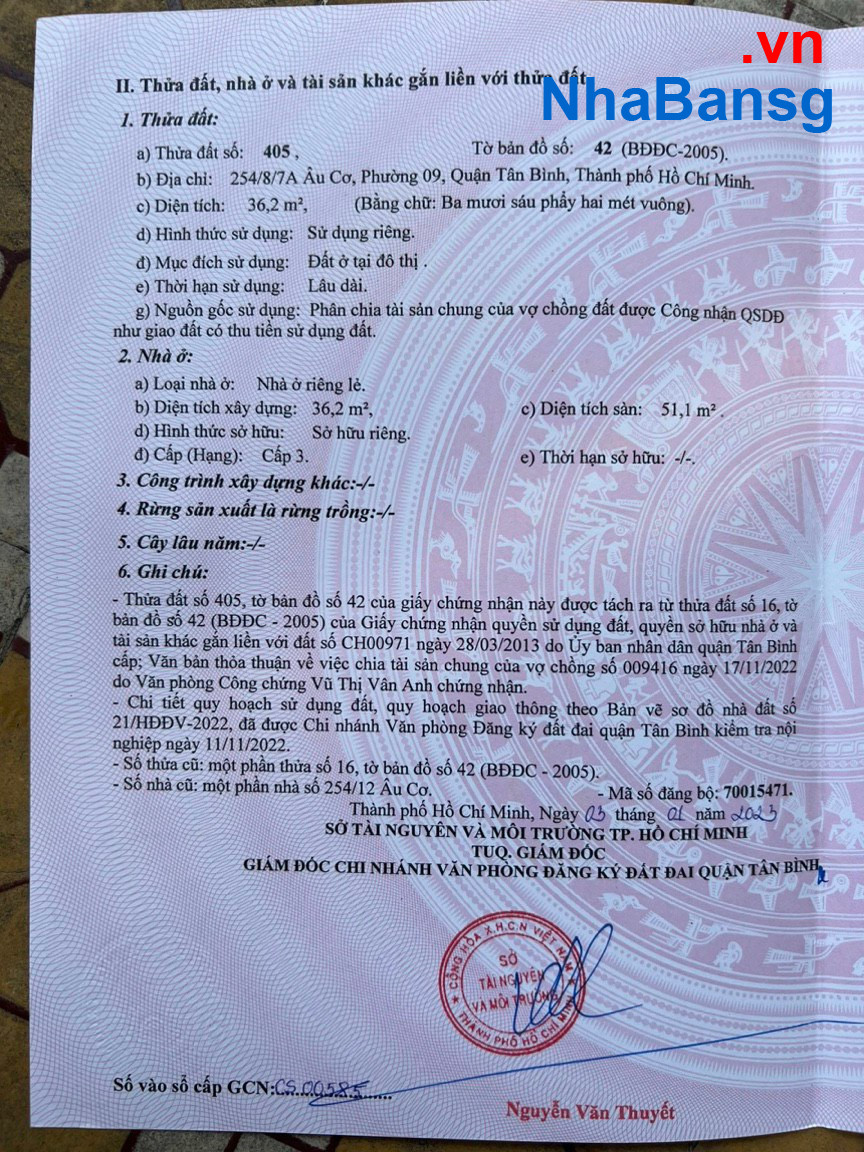 .vn
NhaBansg
II. Thửa đất, nhà ở và tài sản khác gắn liền với thửa đất
1. Thửa đất:
a) Thửa đất số: 405 , Tờ bản đồ số: 42 (BĐĐC-2005).
b) Địa chỉ: 254/8/7A Âu Cơ, Phường 09, Quận Tân Bình, Thành phố Hồ Chí Minh.
c) Diện tích: 36,2 m², (Bằng chữ: Ba mươi sáu phẩy hai mét vuông).
d) Hình thức sử dụng: Sử dụng riêng.
đ) Mục đích sử dụng: Đất ở tại đô thị .
e) Thời hạn sử dụng: Lâu dài.
g) Nguồn gốc sử dụng: Phân chia tài sản chung của vợ chồng đất được Công nhận QSDĐ
như giao đất có thu tiền sử dụng đất.
2. Nhà ở:
a) Loại nhà ở: Nhà ở riêng lẻ.
b) Diện tích xây dựng: 36,2 m², c) Diện tích sàn: 51,1 m² .
d) Hình thức sở hữu: Sở hữu riêng.
đ) Cấp (Hạng): Cấp 3. e) Thời hạn sở hữu: -/-.
3. Công trình xây dựng khác:-/-
4. Rừng sản xuất là rừng trồng:-/-
5. Cây lâu năm:-/-
6. Ghi chú:
- Thửa đất số 405, tờ bản đồ số 42 của giấy chứng nhận này được tách ra từ thửa đất số 16, tờ
bản đồ số 42 (BĐĐC - 2005) của Giấy chứng nhận quyền sử dụng đất, quyền sở hữu nhà ở và
tài sản khác gắn liền với đất số CH00971 ngày 28/03/2013 do Ủy ban nhân dân quận Tân Bình
cấp; Văn bản thỏa thuận về việc chia tài sản chung của vợ chồng số 009416 ngày 17/11/2022
do Văn phòng Công chứng Vũ Thị Vân Anh chứng nhận.
- Chi tiết quy hoạch sử dụng đất, quy hoạch giao thông theo Bản vẽ sơ đồ nhà đất số
21/HĐĐV-2022, đã được Chi nhánh Văn phòng Đăng ký đất đai quận Tân Bình kiểm tra nội
nghiệp ngày 11/11/2022.
- Số thửa cũ: một phần thửa số 16, tờ bản đồ số 42 (BĐĐC - 2005).
- Số nhà cũ: một phần nhà số 254/12 Âu Cơ. - Mã số đăng bộ: 70015471.
Thành phố Hồ Chí Minh, Ngày 03 tháng 01 năm 2023
SỞ TÀI NGUYÊN VÀ MÔI TRƯỜNG TP. HỒ CHÍ MINH
TUQ. GIÁM ĐỐC
GIÁM ĐỐC CHI NHÁNH VĂN PHÒNG ĐĂNG KÝ ĐẤT ĐAI QUẬN TÂN BÌNH
CỘNG HÒA X.H.C.N VIỆT NAM
SỞ
TÀI NGUYÊN
VÀ MÔI TRƯỜNG
THÀNH PHỐ HỒ CHÍ MINH
Số vào sổ cấp GCN:CS.00585
Nguyễn Văn Thuyết